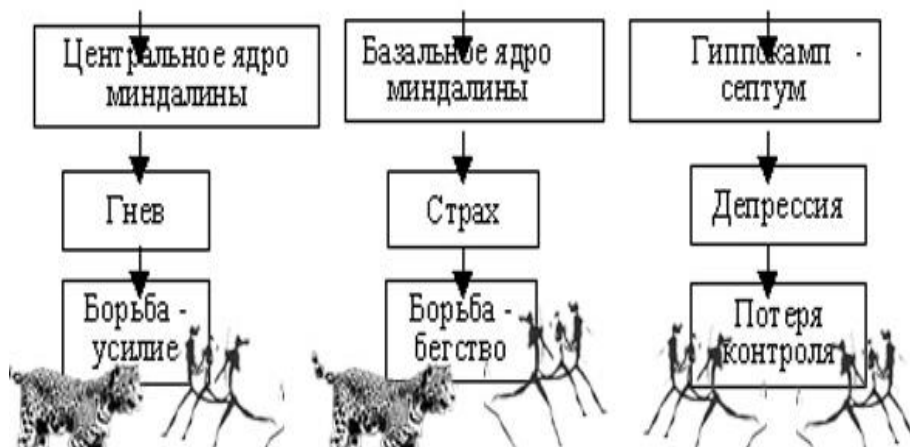 Центральное ядро
миндалины
Базальное ядро
миндалины
Гиппокамп -
септум
Гнев
Страх
Депрессия
Борьба -
усилие
Борьба -
бегство
Потеря
контроля